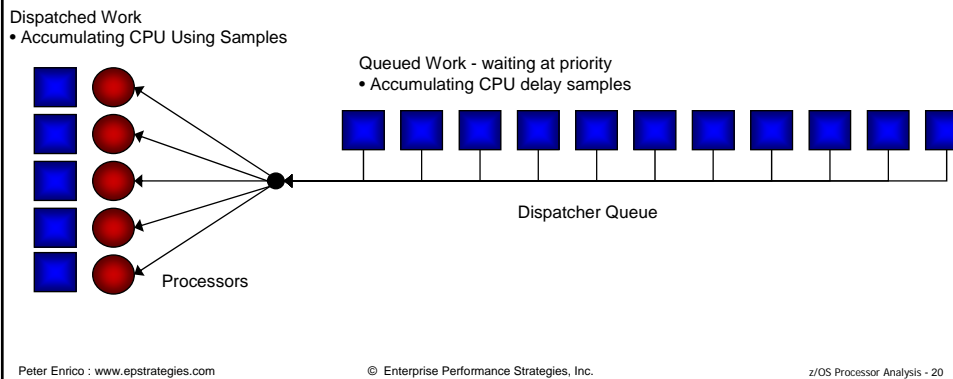 Dispatched Work
• Accumulating CPU Using Samples
Queued Work - waiting at priority
• Accumulating CPU delay samples
Dispatcher Queue
Processors
Peter Enrico : www.epstrategies.com
© Enterprise Performance Strategies, Inc.
z/OS Processor Analysis - 20